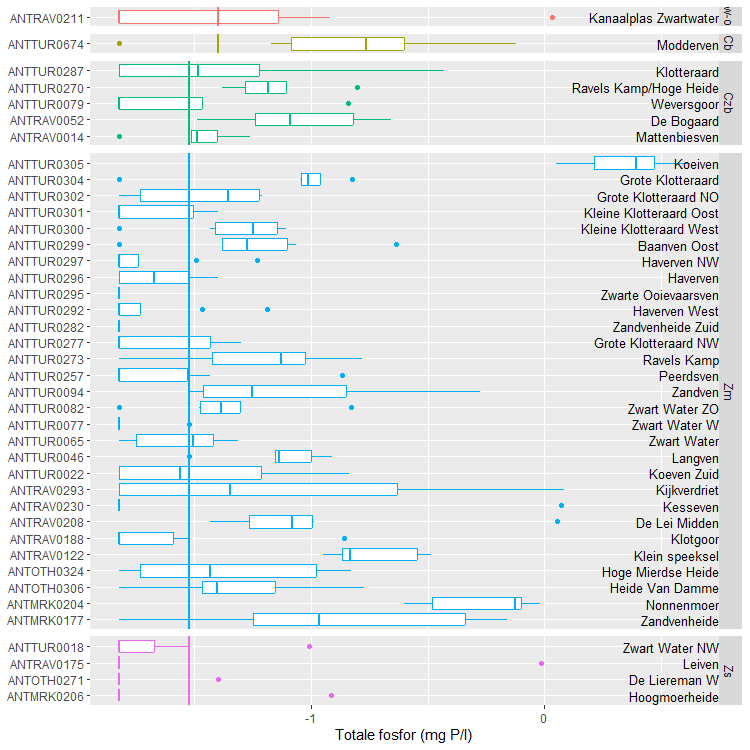 ANTRAV0211 Kanaalplas Zwartwater
ANTTUR0674 Modderven Cb
ANTTUR0287 Klotteraard
ANTTUR0270 Ravels Kamp/Hoge Heide
ANTTUR0079 Weversgoor
Czb
ANTRAV0052 De Bogaard
ANTRAV0014 Mattenbiesven
ANTTUR0305 Koeiven
ANTTUR0304 Grote Klotteraard
ANTTUR0302 Grote Klotteraard NO
ANTTUR0301 Kleine Klotteraard Oost
ANTTUR0300 Kleine Klotteraard West
ANTTUR0299 Baanven Oost
ANTTUR0297 Haverven NW
ANTTUR0296 Haverven
ANTTUR0295 Zwarte Ooievaarsven
ANTTUR0292 Haverven West
ANTTUR0282 Zandvenheide Zuid
ANTTUR0277 Grote Klotteraard NW
ANTTUR0273 Ravels Kamp
ANTTUR0257 Peerdsven
ANTTUR0094 Zandven
Zm
ANTTUR0082 Zwart Water ZO
ANTTUR0077 Zwart Water W
ANTTUR0065 Zwart Water
ANTTUR0046 Langven
ANTTUR0022 Koeven Zuid
ANTRAV0293 Kijkverdriet
ANTRAV0230 Kesseven
ANTRAV0208 De Lei Midden
ANTRAV0188 Klotgoor
ANTRAV0122 Klein speeksel
ANTOTH0324 Hoge Mierdse Heide
ANTOTH0306 Heide Van Damme
ANTMRK0204 Nonnenmoer
ANTMRK0177 Zandvenheide
ANTTUR0018 Zwart Water NW
ANTRAV0175 Leiven
Zs
ANTOTH0271 De Liereman W
ANTMRK0206 Hoogmoerheide
-1 0
Totale fosfor (mg P/l)